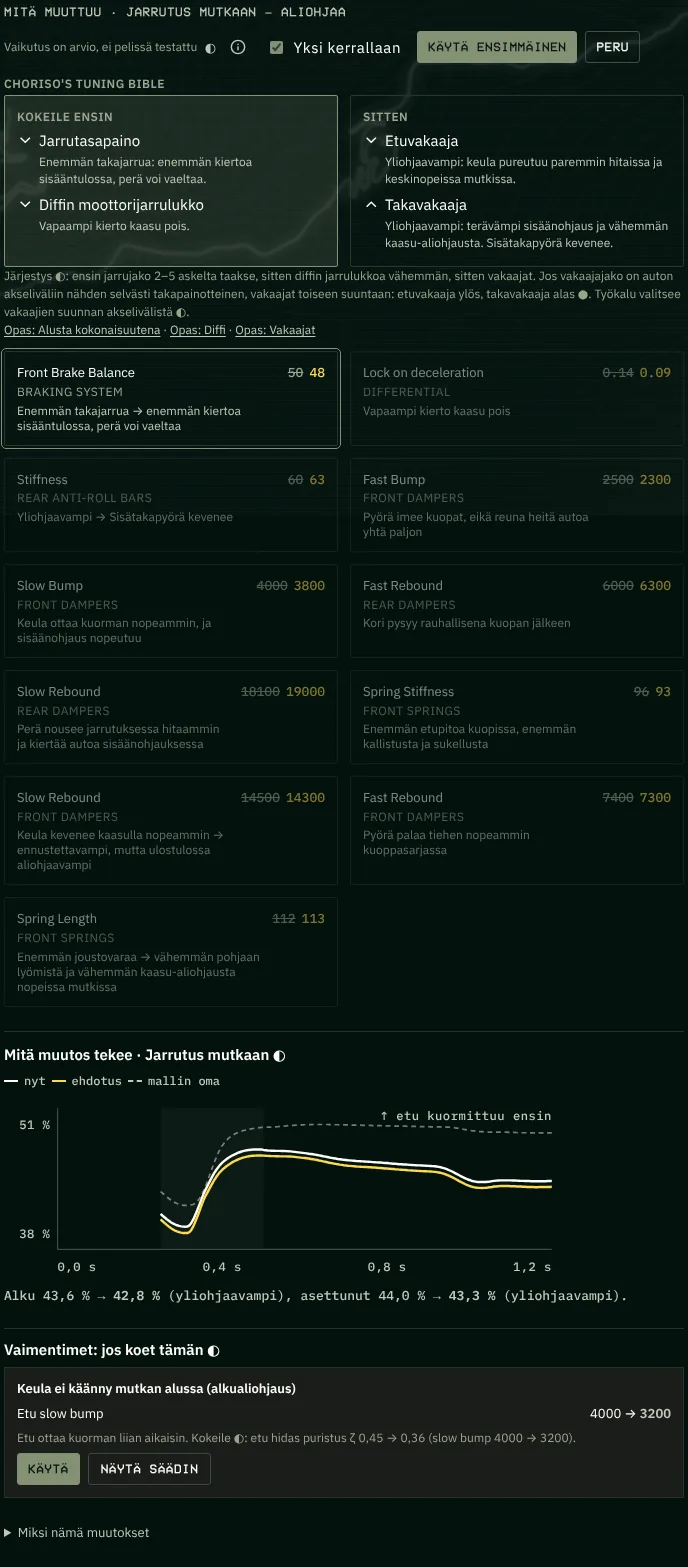 MITÄ MUUTTUU · JARRUTUS MUTKAAN – ALIOHJAA
Vaikutus on arvio, ei pelissä testattu ◐ ⓘ Yksi kerrallaan KÄYTÄ ENSIMMÄINEN PERU
CHORISO'S TUNING BIBLE
KOKEILE ENSIN
Jarrutasapaino
Enemmän takajarrua: enemmän kiertoa
sisääntulossa, perä voi vaeltaa.
Diffin moottorijarrulukko
Vapaampi kierto kaasu pois.
SITTEN
Etuvakaaja
Yliohjaavampi: keula pureutuu paremmin hitaissa ja
keskinopeissa mutkissa.
Takavakaaja
Yliohjaavampi: terävämpi sisäänohjaus ja vähemmän
kaasu-aliohjausta. Sisätakapyörä kevenee.
Järjestys ◐: ensin jarrujako 2–5 askelta taakse, sitten diffin jarrulukkoa vähemmän, sitten vakaajat. Jos vakaajajako on auton
akseliväliin nähden selvästi takapainotteinen, vakaajat toiseen suuntaan: etuvakaaja ylös, takavakaaja alas ●. Työkalu valitsee
vakaajien suunnan akselivälistä ◐.
Opas: Alusta kokonaisuutena · Opas: Diffi · Opas: Vakaajat
Front Brake Balance 50 48
BRAKING SYSTEM
Enemmän takajarrua → enemmän kiertoa
sisääntulossa, perä voi vaeltaa
Lock on deceleration 0.14 0.09
DIFFERENTIAL
Vapaampi kierto kaasu pois
Stiffness 60 63
REAR ANTI-ROLL BARS
Yliohjaavampi → Sisätakapyörä kevenee
Fast Bump 2500 2300
FRONT DAMPERS
Pyörä imee kuopat, eikä reuna heitä autoa
yhtä paljon
Slow Bump 4000 3800
FRONT DAMPERS
Keula ottaa kuorman nopeammin, ja
sisäänohjaus nopeutuu
Fast Rebound 6000 6300
REAR DAMPERS
Kori pysyy rauhallisena kuopan jälkeen
Slow Rebound 18100 19000
REAR DAMPERS
Perä nousee jarrutuksessa hitaammin
ja kiertää autoa sisäänohjauksessa
Spring Stiffness 96 93
FRONT SPRINGS
Enemmän etupitoa kuopissa, enemmän
kallistusta ja sukellusta
Slow Rebound 14500 14300
FRONT DAMPERS
Keula kevenee kaasulla nopeammin →
ennustettavampi, mutta ulostulossa
aliohjaavampi
Fast Rebound 7400 7300
FRONT DAMPERS
Pyörä palaa tiehen nopeammin
kuoppasarjassa
Spring Length 112 113
FRONT SPRINGS
Enemmän joustovaraa → vähemmän pohjaan
lyömistä ja vähemmän kaasu-aliohjausta
nopeissa mutkissa
Mitä muutos tekee · Jarrutus mutkaan ◐
nyt ehdotus mallin oma
↑ etu kuormittuu ensin
51 %
38 %
0,0 s 0,4 s 0,8 s 1,2 s
Alku 43,6 % → 42,8 % (yliohjaavampi), asettunut 44,0 % → 43,3 % (yliohjaavampi).
Vaimentimet: jos koet tämän ◐
Keula ei käänny mutkan alussa (alkualiohjaus)
Etu slow bump 4000 → 3200
Etu ottaa kuorman liian aikaisin. Kokeile ◐: etu hidas puristus ζ 0,45 → 0,36 (slow bump 4000 → 3200).
KÄYTÄ NÄYTÄ SÄÄDIN
▶ Miksi nämä muutokset